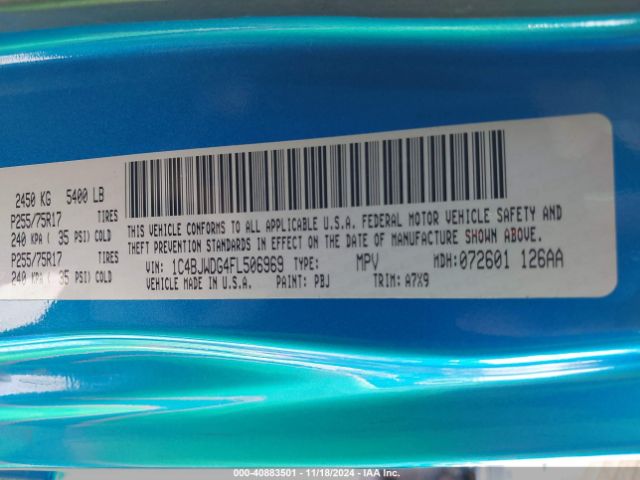 2450 KG 5400 LB
P255/75R17 TIRES
240 KPA ( 35 PSI) COLD
P255/75R17 TIRES
240 KPA ( 35 PSI) COLD
THIS VEHICLE CONFORMS TO ALL APPLICABLE U.S.A. FEDERAL MOTOR VEHICLE SAFETY AND
THEFT PREVENTION STANDARDS IN EFFECT ON THE DATE OF MANUFACTURE SHOWN ABOVE.
VIN: 1C4BJWDG4FL506969 TYPE: MPV MDH: 072601 126AA
VEHICLE MADE IN U.S.A. PAINT: PBJ TRIM: A7X9
000-40883501 - 11/18/2024 - IAA Inc.